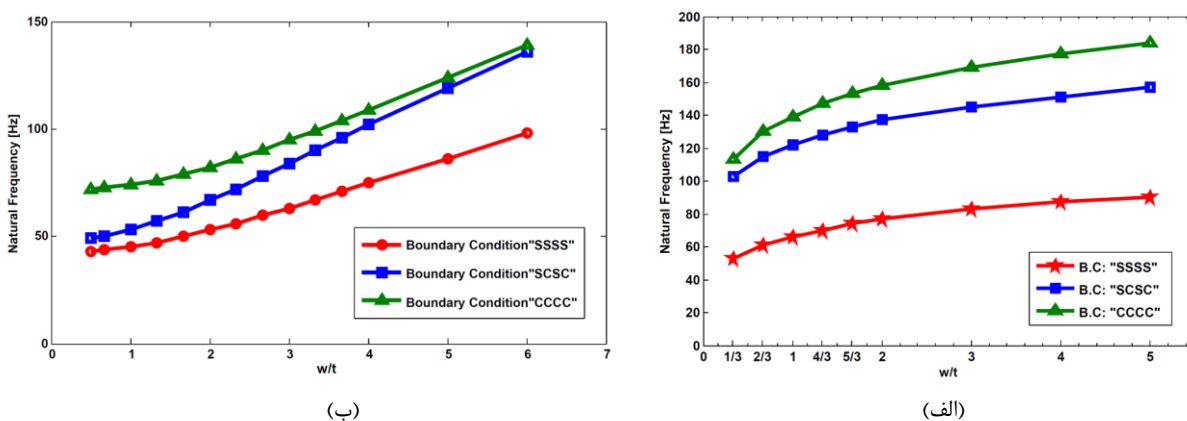 150
100
50
0
0 1 2 3 4 5 6 7
Natural Frequency [Hz]
w/t
Boundary Condition"SSSS"
Boundary Condition"SCSC"
Boundary Condition"CCCC"
(ب)
200
180
160
140
120
100
80
60
40
20
0
0 1/3 2/3 1 4/3 5/3 2 3 4 5
Natural Frequency [Hz]
w/t
B.C: "SSSS"
B.C: "SCSC"
B.C: "CCCC"
(الف)